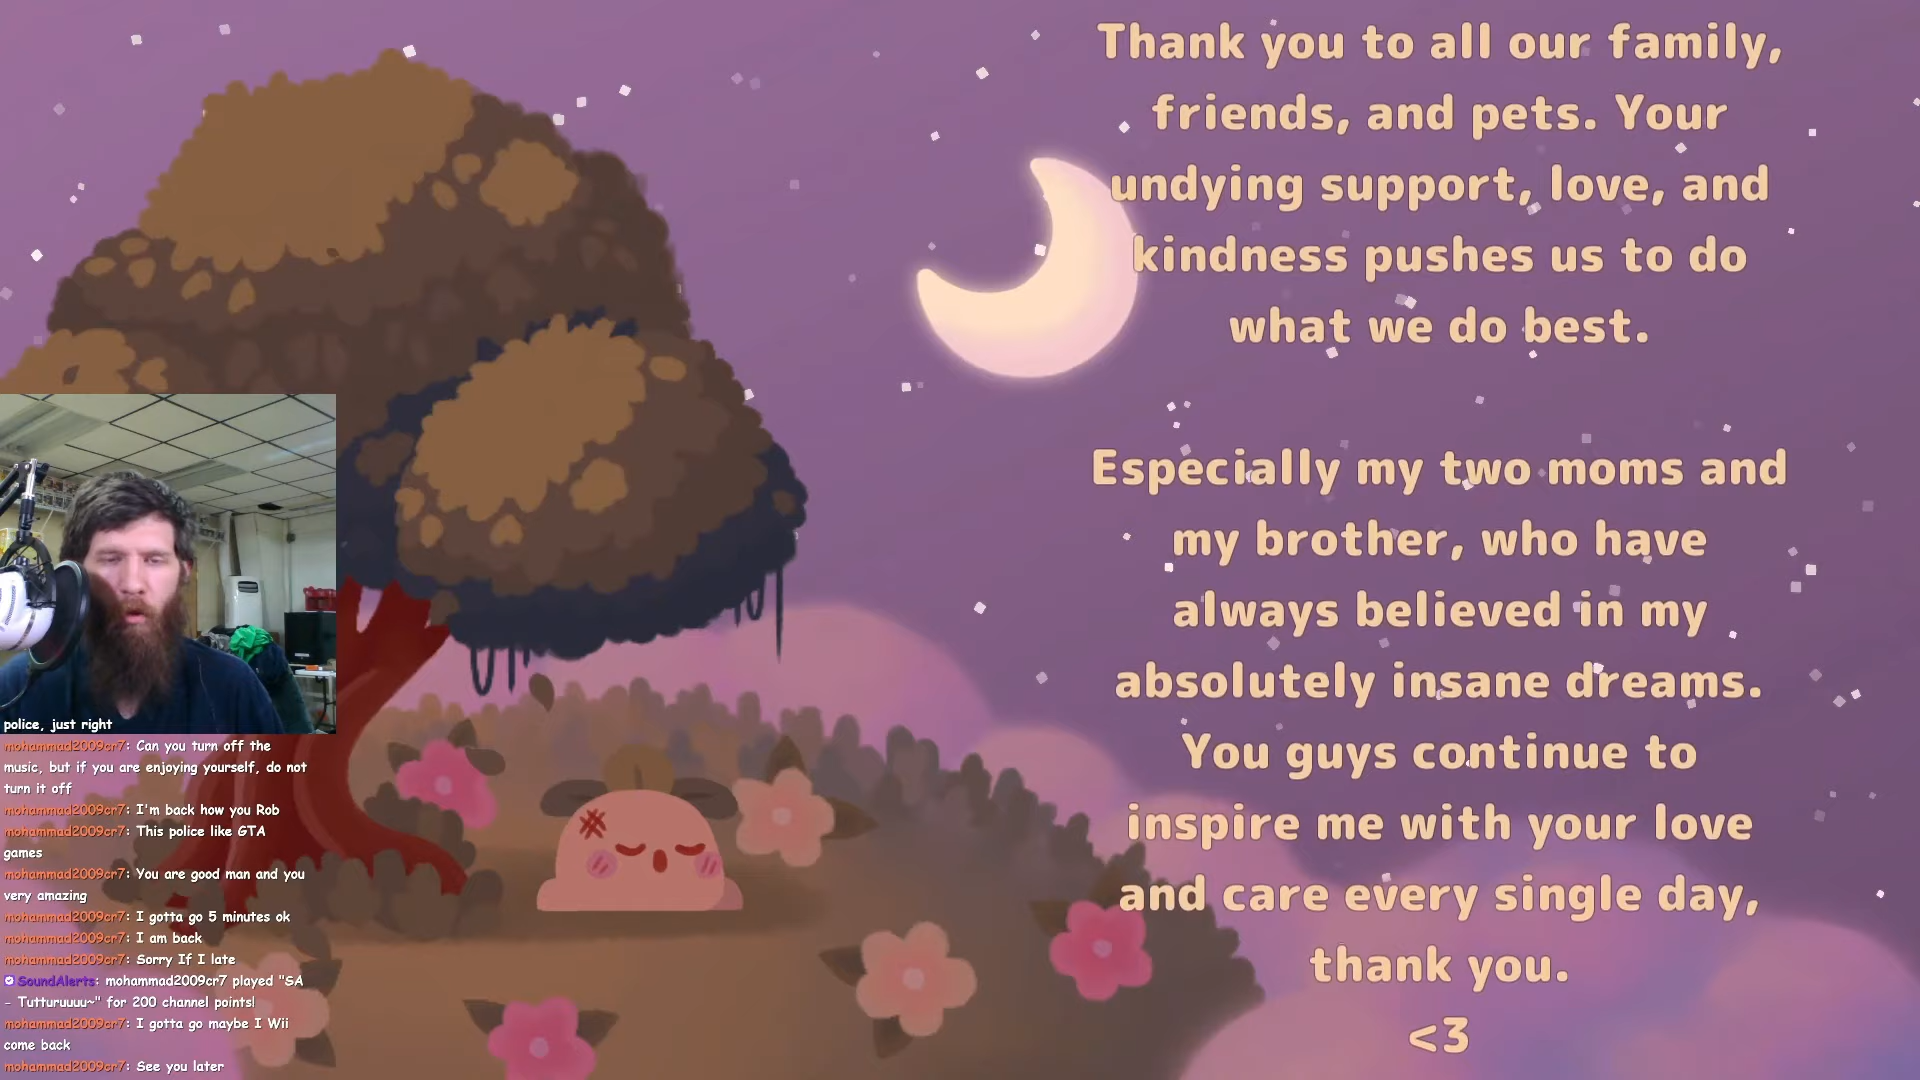 Thank you to all our family,
friends, and pets. Your
undying support, love, and
kindness pushes us to do
what we do best.
Especially my two moms and
my brother, who have
always believed in my
absolutely insane dreams.
You guys continue to
inspire me with your love
and care every single day,
thank you.
<3
police, just right
mohammad2009cr7: Can you turn off the
music, but if you are enjoying yourself, do not
turn it off
mohammad2009cr7: I'm back how you Rob
mohammad2009cr7: This police like GTA
games
mohammad2009cr7: You are good man and you
very amazing
mohammad2009cr7: I gotta go 5 minutes ok
mohammad2009cr7: I am back
mohammad2009cr7: Sorry If I late
SoundAlerts: mohammad2009cr7 played "SA
- Tutturuuuu~" for 200 channel points!
mohammad2009cr7: I gotta go maybe I Wii
come back
mohammad2009cr7: See you later